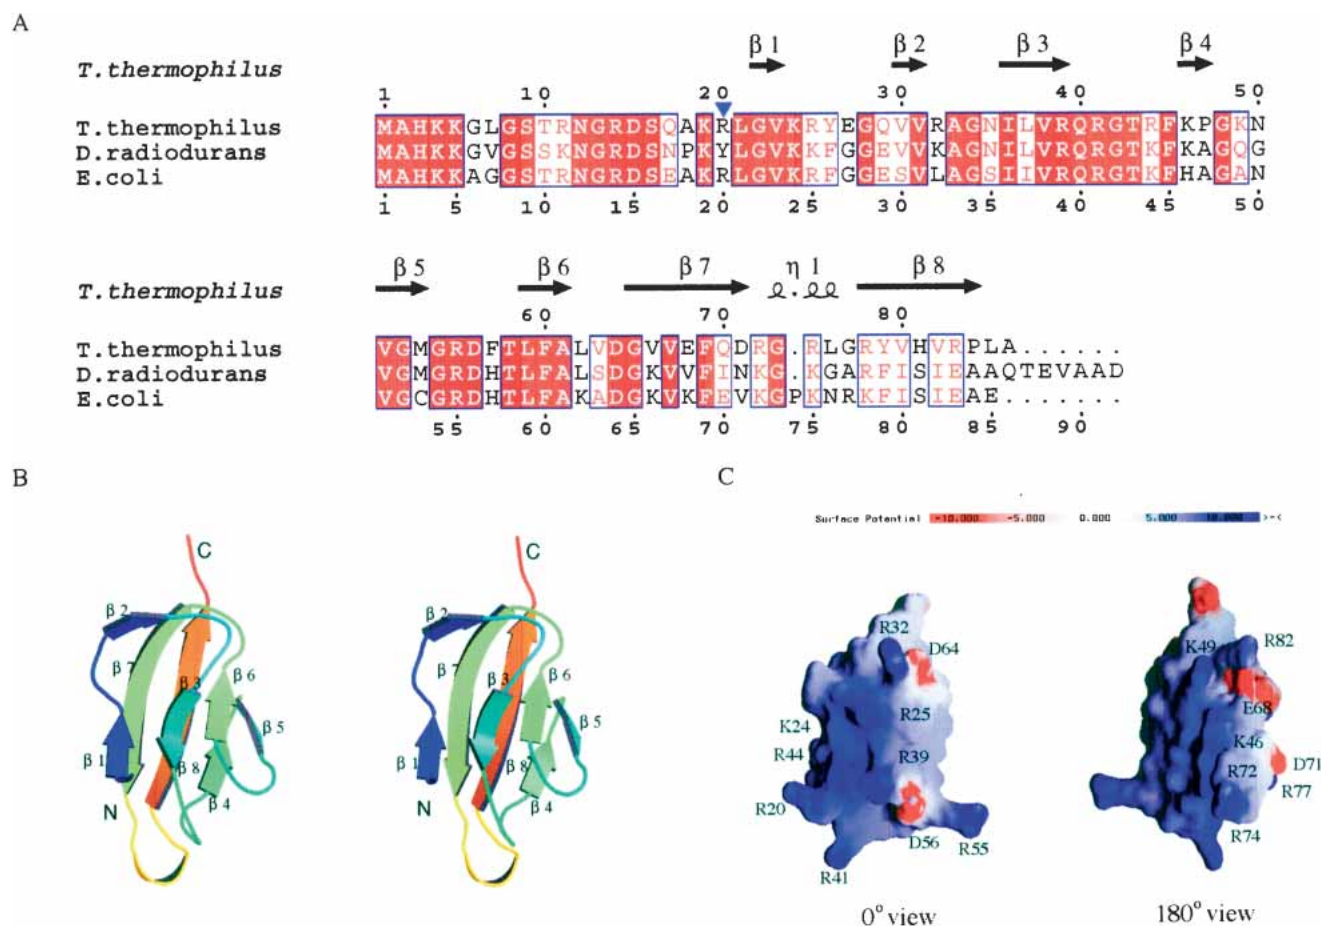 A
β1 β2 β3 β4
T.thermophilus
1 10 20 30 40 50
T.thermophilus MAHKKGLGSTRNGRDSQAKRLGVKRYEGQVVRAGNILVRQRGTRFKPGKN
D.radiodurans MAHKKGVGSSKNGRDSNPKYLGVKKFGGEVVKAGNILVRQRGTKFKAGQG
E.coli MAHKKAGGSTRNGRDSEAKRLGVKRFGGESVLAGSIIVRQRGTKFHAGAN
1 5 10 15 20 25 30 35 40 45 50
β5 β6 β7 η1 β8
T.thermophilus
60 70 80
T.thermophilus VGMGRDFTLFALVDGVVEFQDRG.RLGRYVHVRPLA......
D.radiodurans VGMGRDHTLFALSDGKVVFINKG.KGARFISIEAAQTEVAAD
E.coli VGCGRDHTLFAKADGKVKFEVKGPKNRKFISIEAE.......
55 60 65 70 75 80 85 90
B
C
Surface Potential -10.000 -5.000 0.000 5.000 10.000 >-<
C C
β2 β2
β7 β6 β7 β6
β3 β3
β5 β5
β1 β8 β1 β8
β4 β4
N N
R32
D64
K24
R25
R44
R39
R20
D56
R55
R41
0° view
K49
R82
E68
K46
D71
R72
R77
R74
180° view